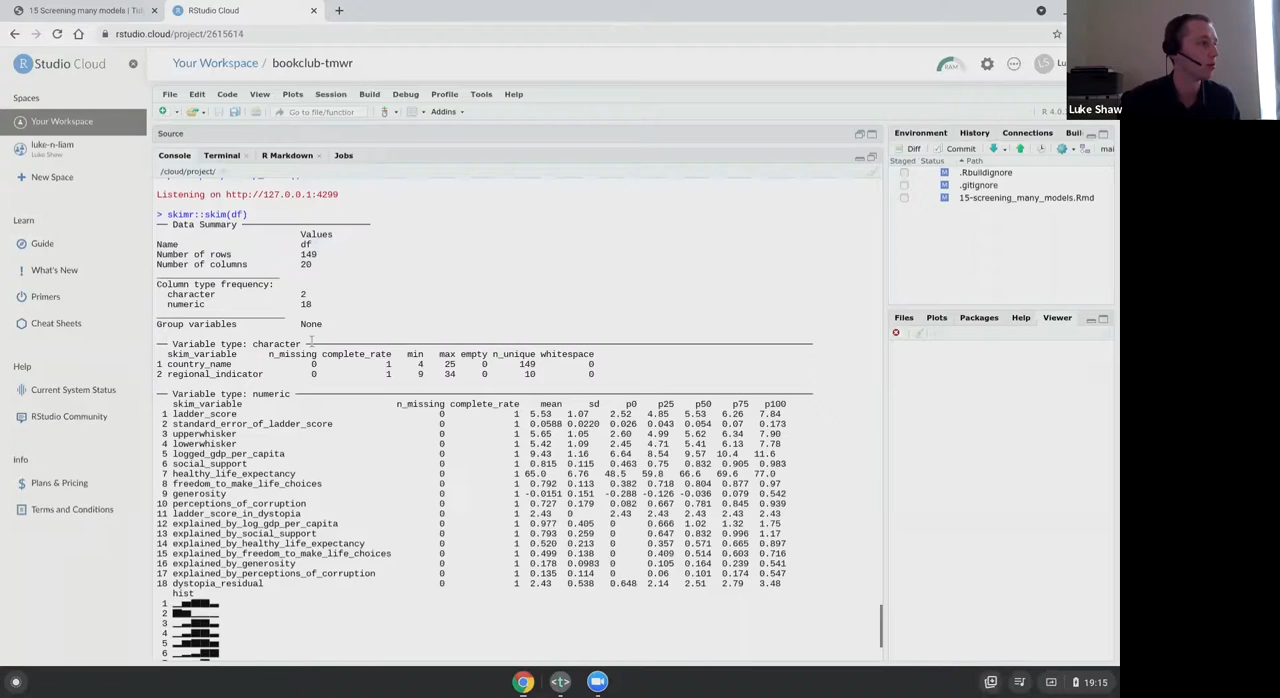 15 Screening many models | Tid
RStudio Cloud
rstudio.cloud/project/2615614
Studio Cloud
Your Workspace / bookclub-tmwr
RAM
LS
Lu
Spaces
Your Workspace
luke-n-liam
Luke Shaw
New Space
Learn
Guide
What's New
Primers
Cheat Sheets
Help
Current System Status
RStudio Community
Info
Plans & Pricing
Terms and Conditions
File Edit Code View Plots Session Build Debug Profile Tools Help
Go to file/function
Addins
R 4.0.
Source
Console Terminal R Markdown Jobs
/cloud/project/
Listening on http://127.0.0.1:4299
> skimr::skim(df)
── Data Summary ────────────────────────
Values
Name df
Number of rows 149
Number of columns 20
_______________________
Column type frequency:
character 2
numeric 18
________________________
Group variables None
── Variable type: character ────────────────────────
skim_variable n_missing complete_rate min max empty n_unique whitespace
1 country_name 0 1 4 25 0 149 0
2 regional_indicator 0 1 9 34 0 10 0
── Variable type: numeric ────────────────────────
skim_variable n_missing complete_rate mean sd p0 p25 p50 p75 p100
1 ladder_score 0 1 5.53 1.07 2.52 4.85 5.53 6.26 7.84
2 standard_error_of_ladder_score 0 1 0.0588 0.0220 0.026 0.043 0.054 0.07 0.173
3 upperwhisker 0 1 5.65 1.05 2.60 4.99 5.62 6.34 7.90
4 lowerwhisker 0 1 5.42 1.09 2.45 4.71 5.41 6.13 7.78
5 logged_gdp_per_capita 0 1 9.43 1.16 6.64 8.54 9.57 10.4 11.6
6 social_support 0 1 0.815 0.115 0.463 0.75 0.832 0.905 0.983
7 healthy_life_expectancy 0 1 65.0 6.76 48.5 59.8 66.6 69.6 77.0
8 freedom_to_make_life_choices 0 1 0.792 0.113 0.382 0.718 0.804 0.877 0.97
9 generosity 0 1 -0.0151 0.151 -0.288 -0.126 -0.036 0.079 0.542
10 perceptions_of_corruption 0 1 0.727 0.179 0.082 0.667 0.781 0.845 0.939
11 ladder_score_in_dystopia 0 1 2.43 0 2.43 2.43 2.43 2.43 2.43
12 explained_by_log_gdp_per_capita 0 1 0.977 0.405 0 0.666 1.02 1.32 1.75
13 explained_by_social_support 0 1 0.793 0.259 0 0.647 0.832 0.996 1.17
14 explained_by_healthy_life_expectancy 0 1 0.520 0.213 0 0.357 0.571 0.665 0.897
15 explained_by_freedom_to_make_life_choices 0 1 0.499 0.138 0 0.409 0.514 0.603 0.716
16 explained_by_generosity 0 1 0.178 0.0983 0 0.105 0.164 0.239 0.541
17 explained_by_perceptions_of_corruption 0 1 0.135 0.114 0 0.06 0.101 0.174 0.547
18 dystopia_residual 0 1 2.43 0.538 0.648 2.14 2.51 2.79 3.48
hist
1 ▁▃▇▇▃
2 ▇▆▁▁▁
3 ▁▃▇▇▃
4 ▁▃▇▇▃
5 ▁▅▇▇▅
6 ▁▁▃▇▇
Environment History Connections Buil
Diff Commit mai
Staged Status Path
M .Rbuildignore
M .gitignore
M 15-screening_many_models.Rmd
Files Plots Packages Help Viewer
Luke Shaw
19:15